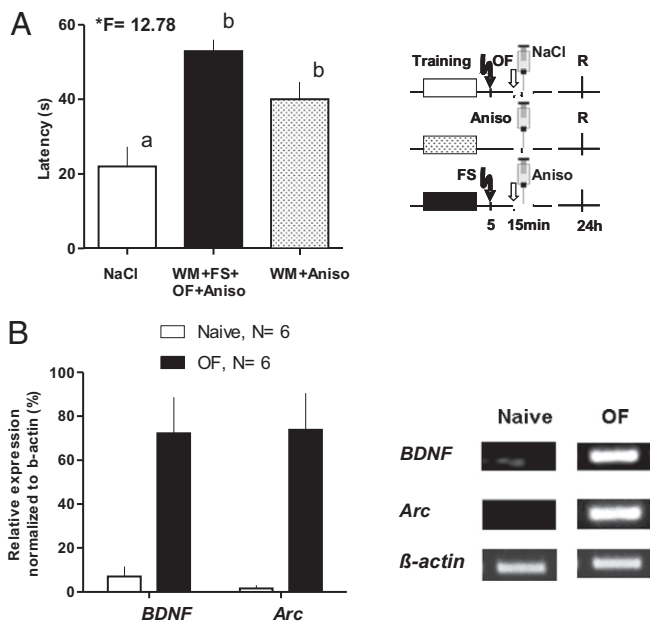 A
*F= 12.78
Latency (s)
60
40
20
0
a
b
b
NaCl
WM+FS+
OF+Aniso
WM+Aniso
Training
OF
NaCl
R
Aniso
R
FS
Aniso
5
15min
24h
B
Naive, N= 6
OF, N= 6
Relative expression
normalized to b-actin (%)
100
80
60
40
20
0
BDNF
Arc
Naive
OF
BDNF
Arc
ß-actin